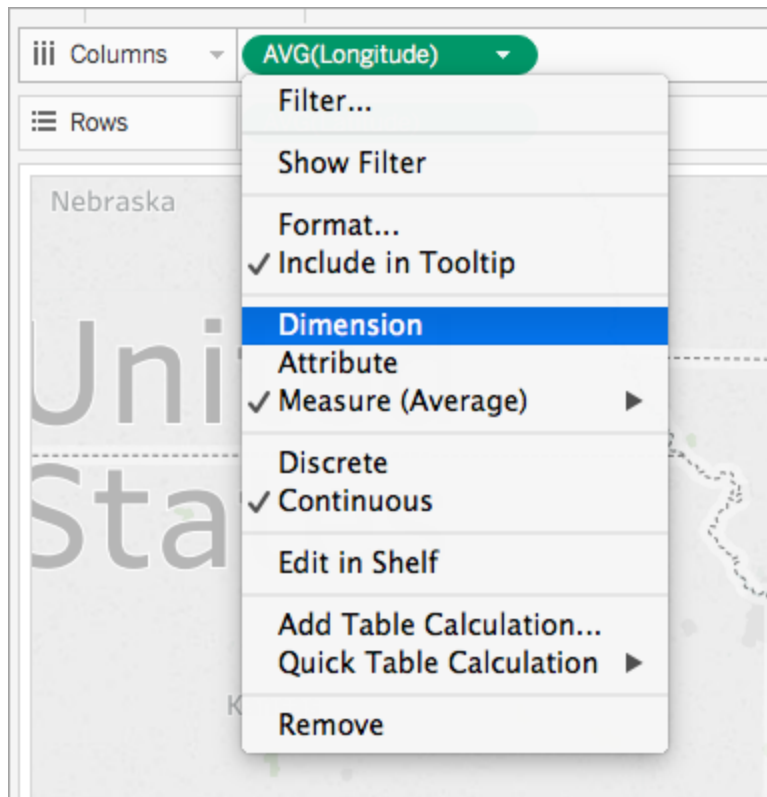 Columns
AVG(Longitude)
Rows
Filter...
Show Filter
Format...
Include in Tooltip
Dimension
Attribute
Measure (Average)
Discrete
Continuous
Edit in Shelf
Add Table Calculation...
Quick Table Calculation
Remove
Nebraska
Uni
Sta
K